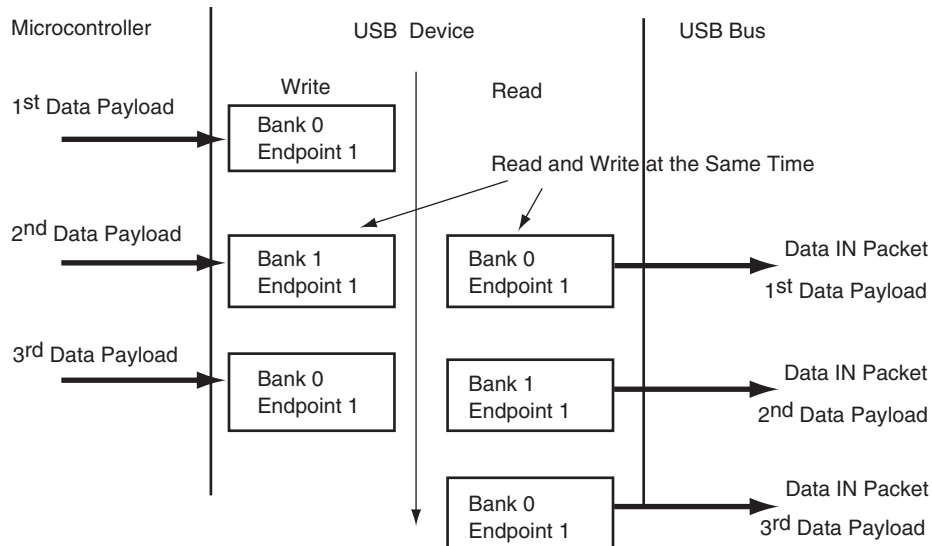 Microcontroller
USB Device
USB Bus
Write
Read
1st Data Payload
Bank 0
Endpoint 1
Read and Write at the Same Time
2nd Data Payload
Bank 1
Endpoint 1
Bank 0
Endpoint 1
Data IN Packet
1st Data Payload
3rd Data Payload
Bank 0
Endpoint 1
Bank 1
Endpoint 1
Data IN Packet
2nd Data Payload
Bank 0
Endpoint 1
Data IN Packet
3rd Data Payload